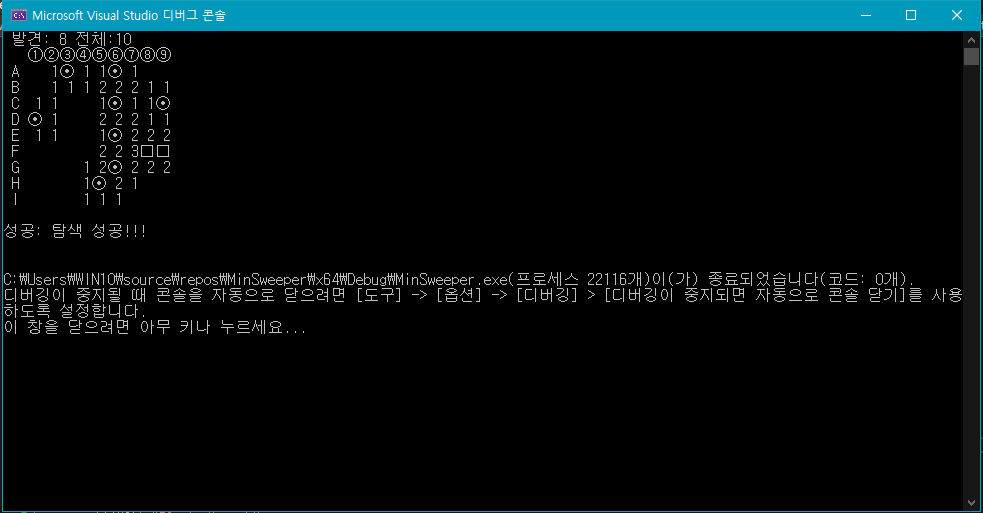 Microsoft Visual Studio 디버그 콘솔
발견: 8 전체:10
①②③④⑤⑥⑦⑧⑨
A 1⊙ 1 1⊙ 1
B 1 1 1 2 2 2 1 1
C 1 1 1⊙ 1 1⊙
D ⊙ 1 2 2 2 1 1
E 1 1 1⊙ 2 2 2
F 2 2 3□□
G 1 2⊙ 2 2 2
H 1⊙ 2 1
I 1 1 1
성공: 탐색 성공!!!
C:₩Users₩WIN10₩source₩repos₩MinSweeper₩x64₩Debug₩MinSweeper.exe(프로세스 22116개)이(가) 종료되었습니다(코드: 0개).
디버깅이 중지될 때 콘솔을 자동으로 닫으려면 [도구] -> [옵션] -> [디버깅] > [디버깅이 중지되면 자동으로 콘솔 닫기]를 사용
하도록 설정합니다.
이 창을 닫으려면 아무 키나 누르세요...